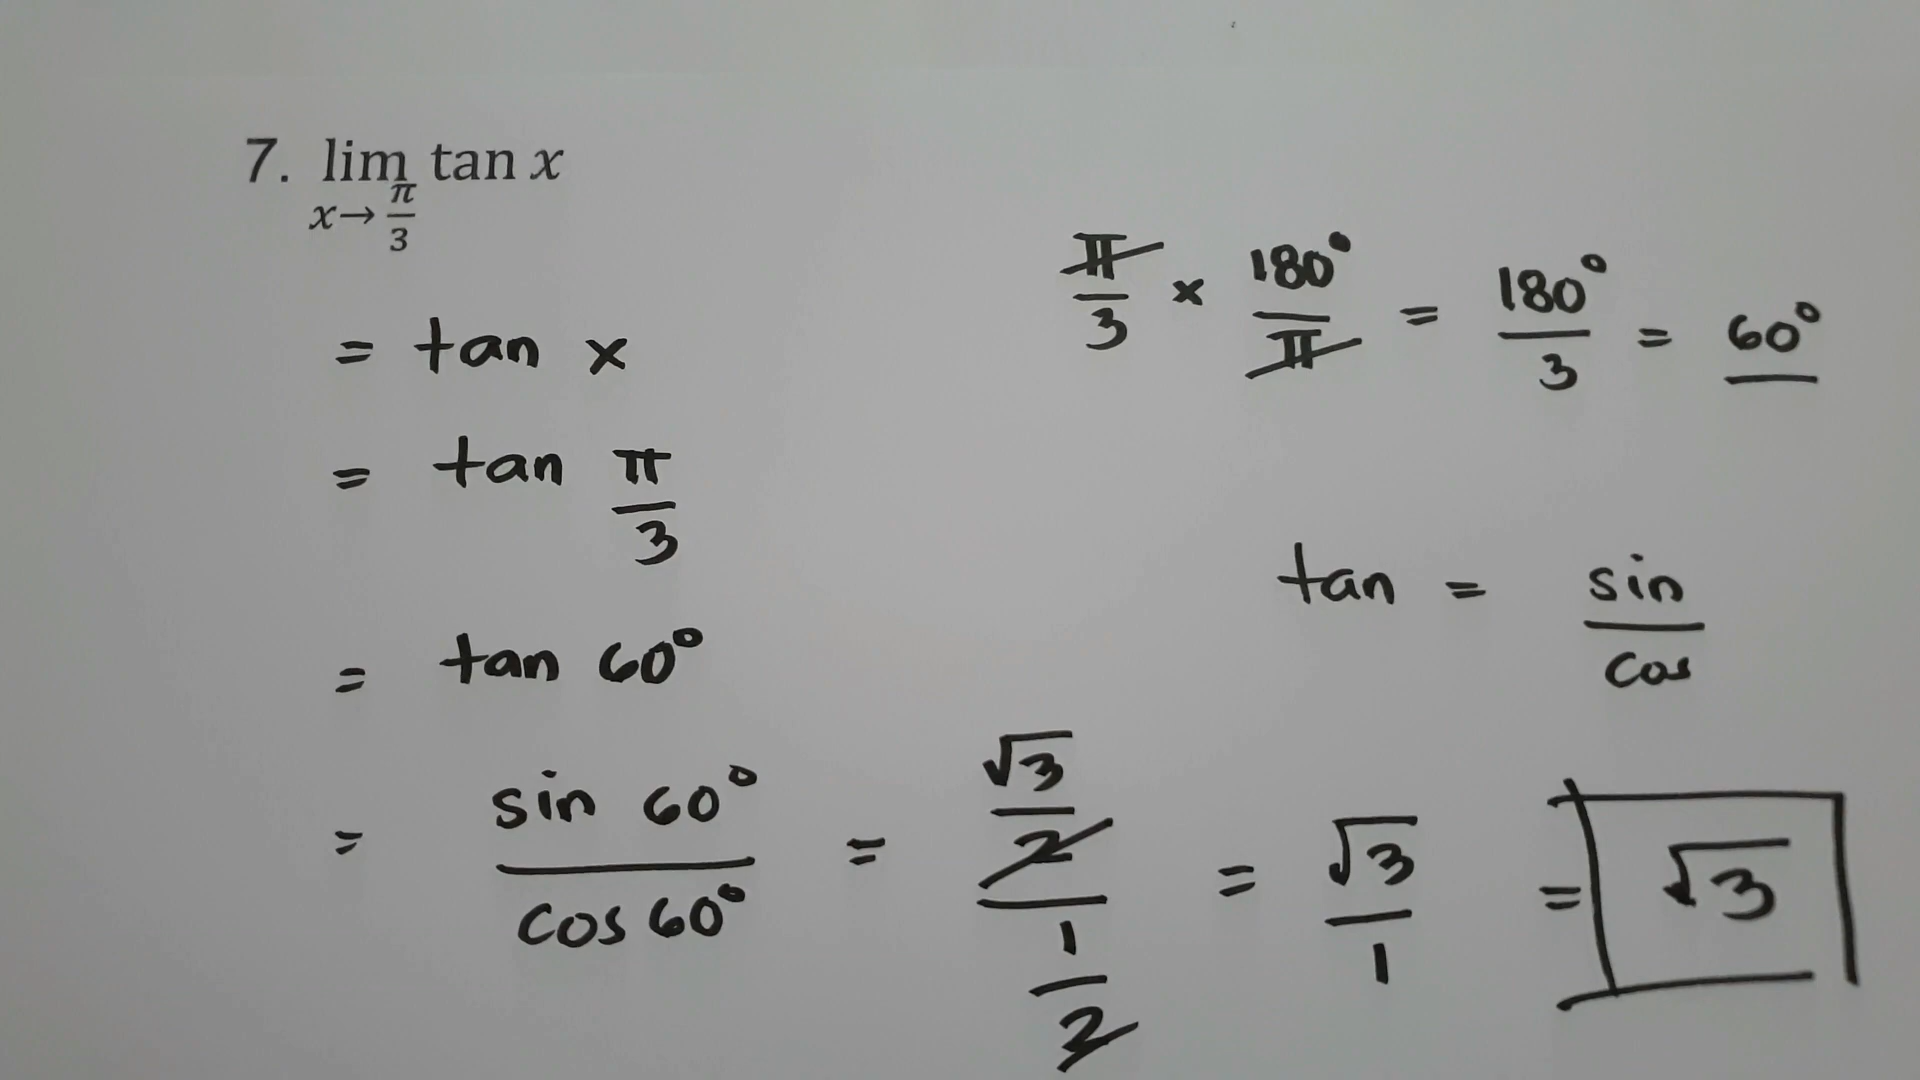 7. lim tan x
x→ π/3
π/3 × 180°/π = 180°/3 = 60°
= tan x
= tan π/3
tan = sin/cos
= tan 60°
= sin 60°/cos 60° = (√3/2)/(1/2) = √3/1 = √3